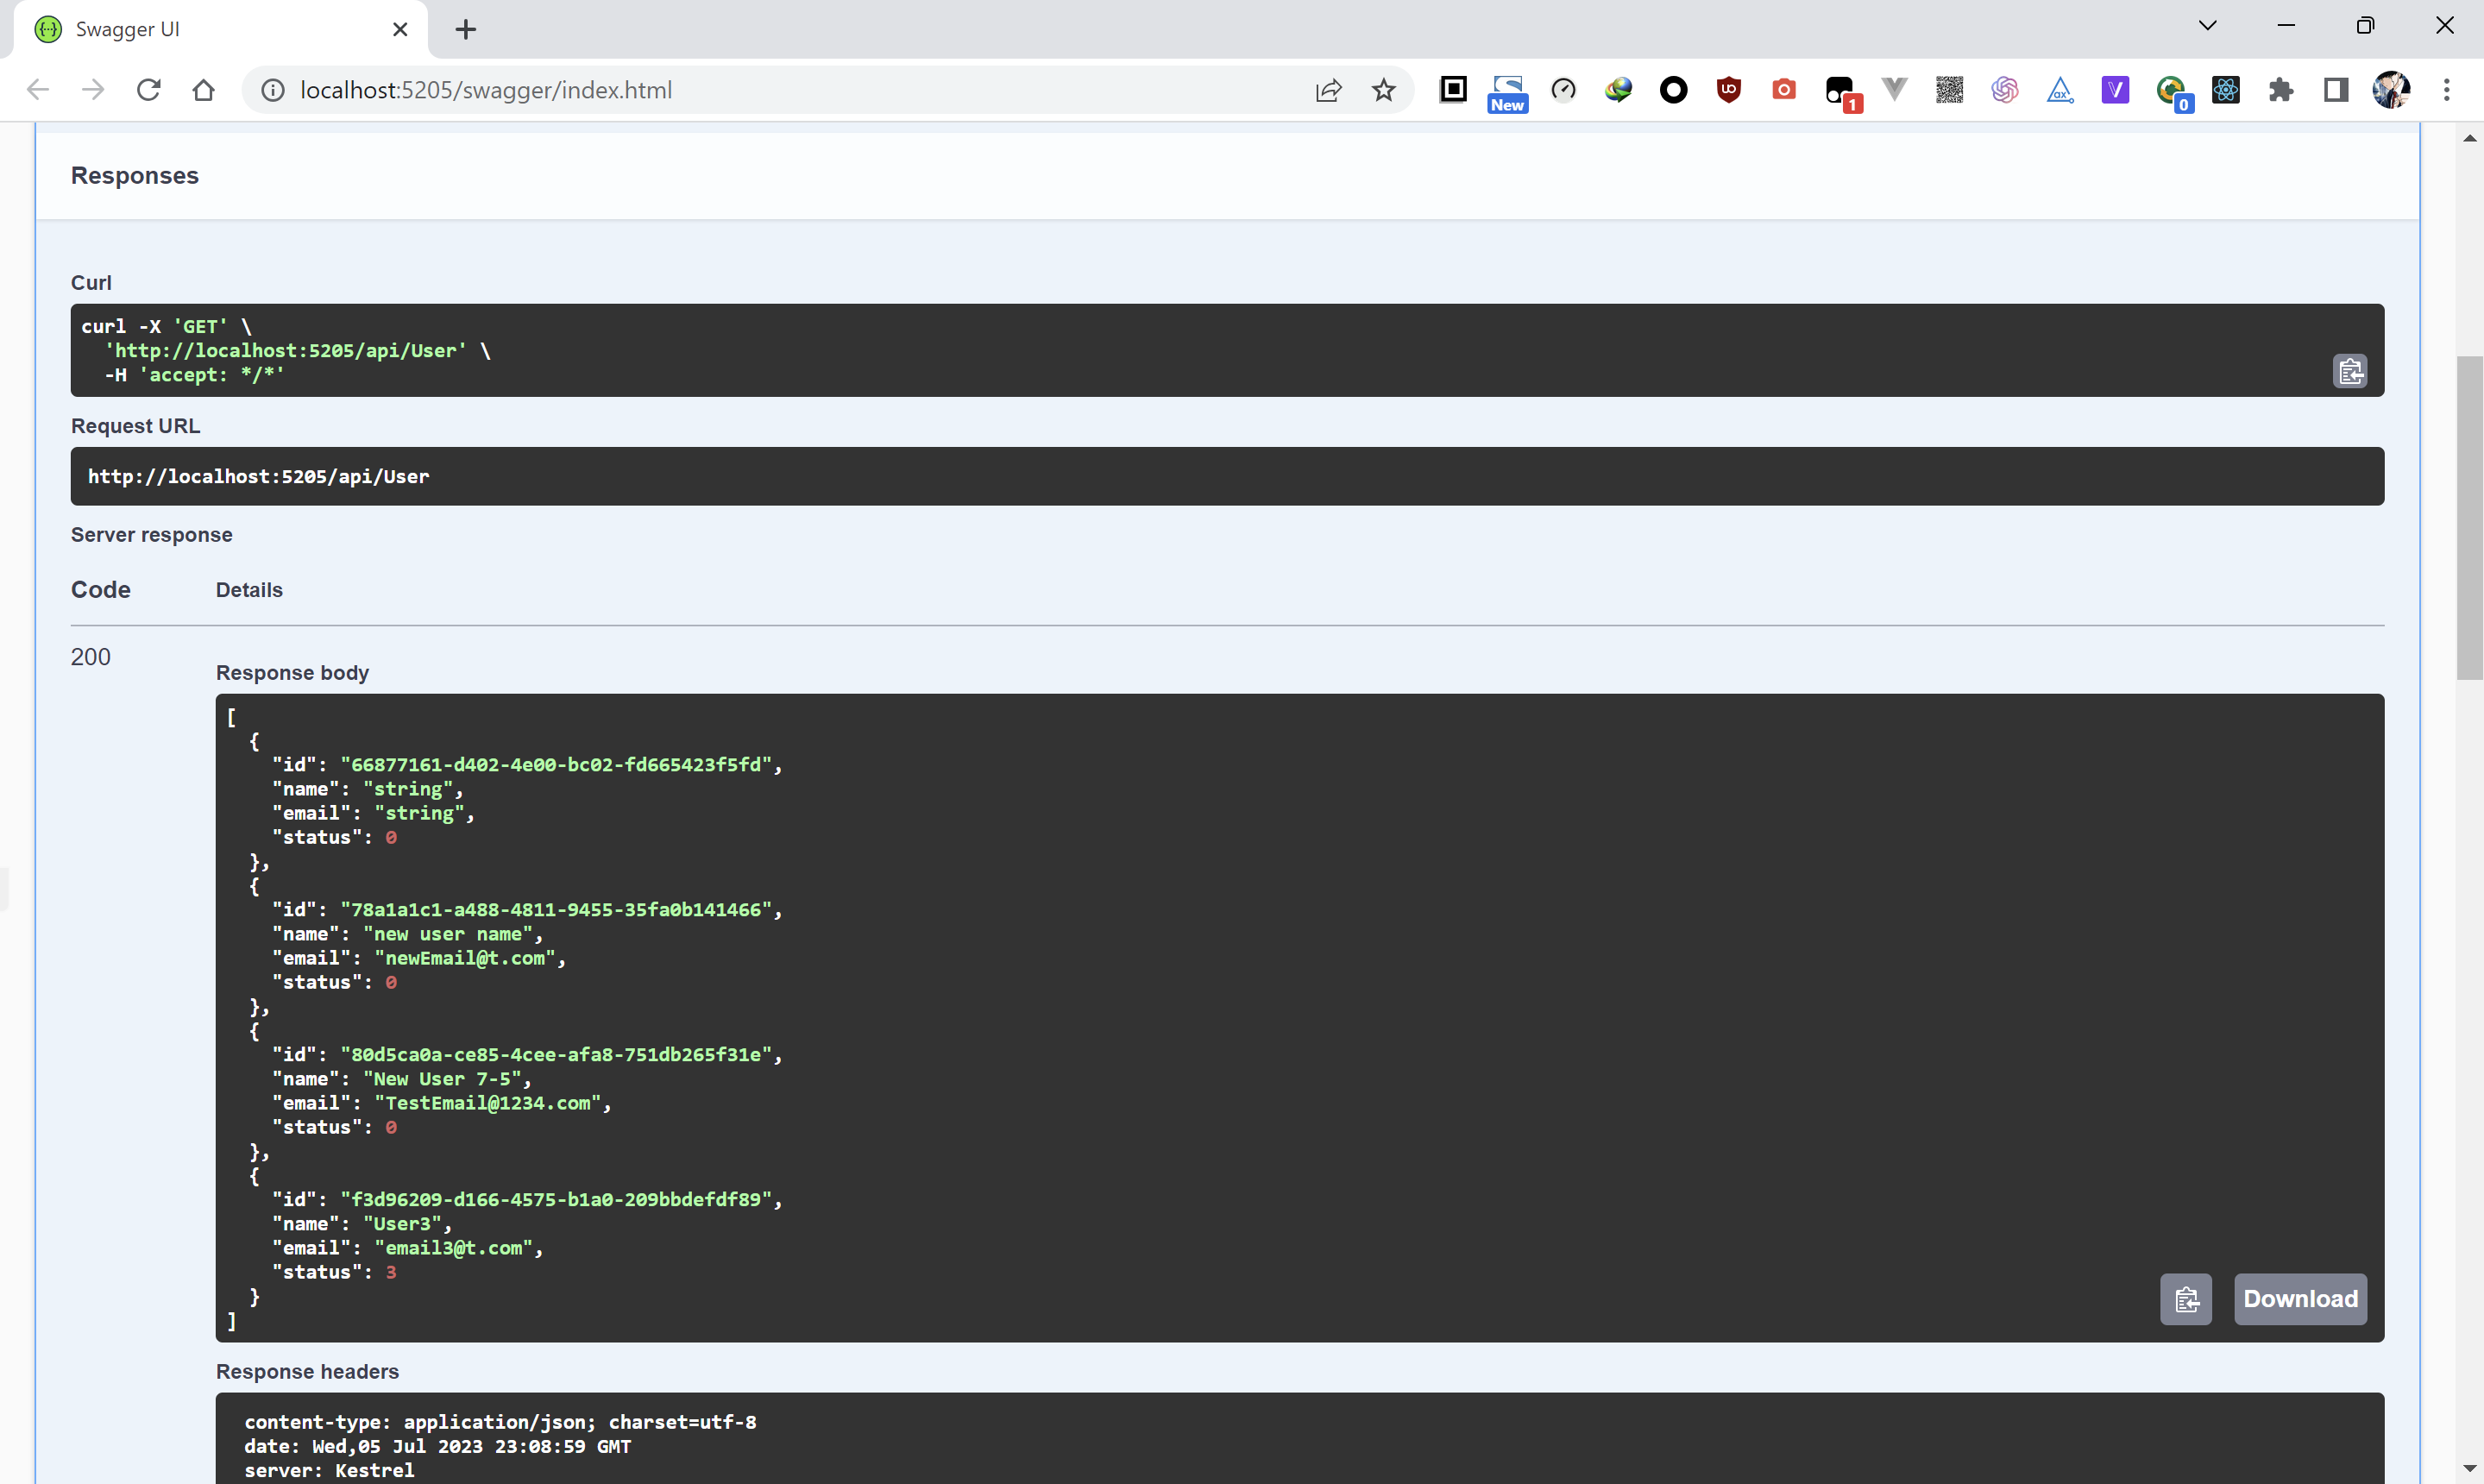 Swagger UI
localhost:5205/swagger/index.html
New
1
0
Responses
Curl
curl -X 'GET' \
'http://localhost:5205/api/User' \
-H 'accept: */*'
Request URL
http://localhost:5205/api/User
Server response
Code Details
200
Response body
[
{
"id": "66877161-d402-4e00-bc02-fd665423f5fd",
"name": "string",
"email": "string",
"status": 0
},
{
"id": "78a1a1c1-a488-4811-9455-35fa0b141466",
"name": "new user name",
"email": "newEmail@t.com",
"status": 0
},
{
"id": "80d5ca0a-ce85-4cee-afa8-751db265f31e",
"name": "New User 7-5",
"email": "TestEmail@1234.com",
"status": 0
},
{
"id": "f3d96209-d166-4575-b1a0-209bbdefdf89",
"name": "User3",
"email": "email3@t.com",
"status": 3
}
]
Download
Response headers
content-type: application/json; charset=utf-8
date: Wed,05 Jul 2023 23:08:59 GMT
server: Kestrel